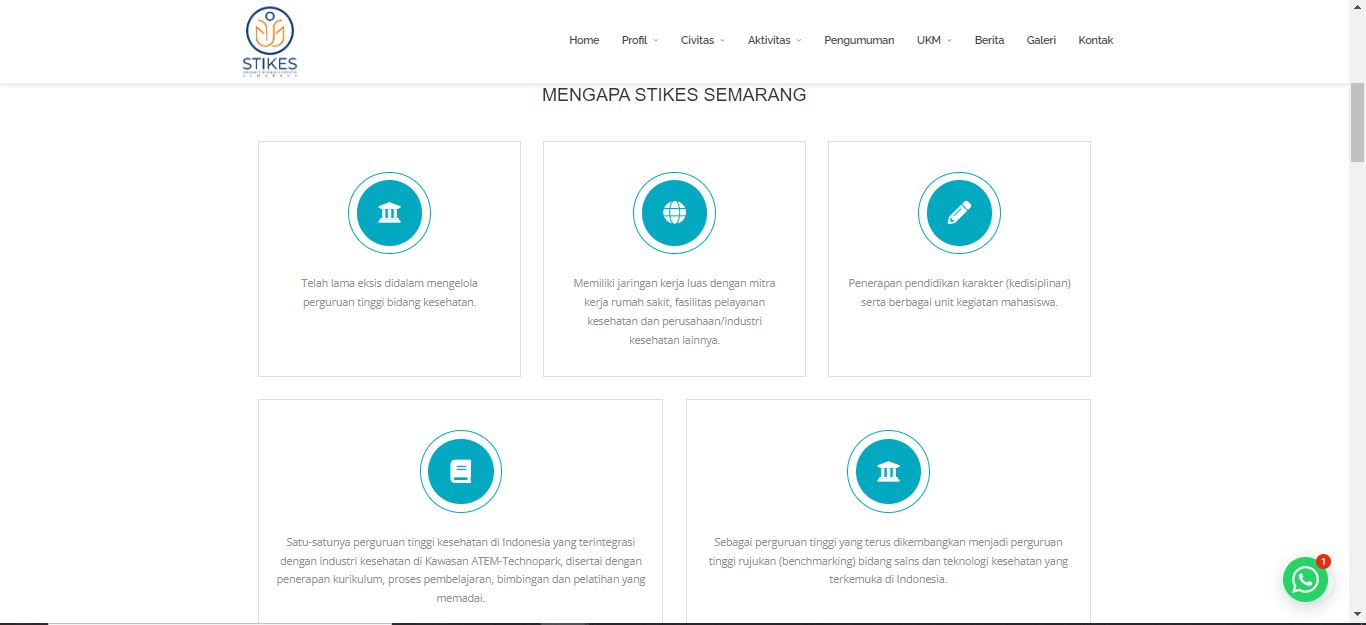 STIKES
Home
Profil
Civitas
Aktivitas
Pengumuman
UKM
Berita
Galeri
Kontak
MENGAPA STIKES SEMARANG
Telah lama eksis didalam mengelola
perguruan tinggi bidang kesehatan.
Memiliki jaringan kerja luas dengan mitra
kerja rumah sakit, fasilitas pelayanan
kesehatan dan perusahaan/industri
kesehatan lainnya.
Penerapan pendidikan karakter (kedisiplinan)
serta berbagai unit kegiatan mahasiswa.
Satu-satunya perguruan tinggi kesehatan di Indonesia yang terintegrasi
dengan industri kesehatan di Kawasan ATEM-Technopark, disertai dengan
penerapan kurikulum, proses pembelajaran, bimbingan dan pelatihan yang
memadai.
Sebagai perguruan tinggi yang terus dikembangkan menjadi perguruan
tinggi rujukan (benchmarking) bidang sains dan teknologi kesehatan yang
terkemuka di Indonesia.
1